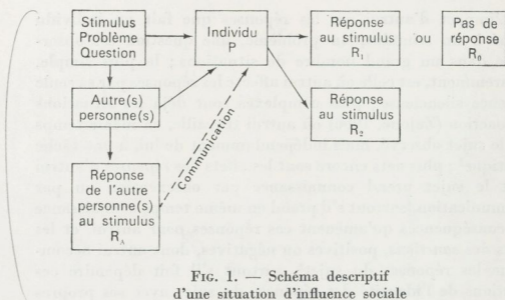 Stimulus
Problème
Question
Individu
P
Réponse
au stimulus
R₁
ou
Pas de
réponse
R₀
Autre(s)
personne(s)
Réponse
au stimulus
R₂
Communication
Réponse
de l'autre
personne(s)
au stimulus
Rₐ
FIG. 1. — Schéma descriptif
d'une situation d'influence sociale